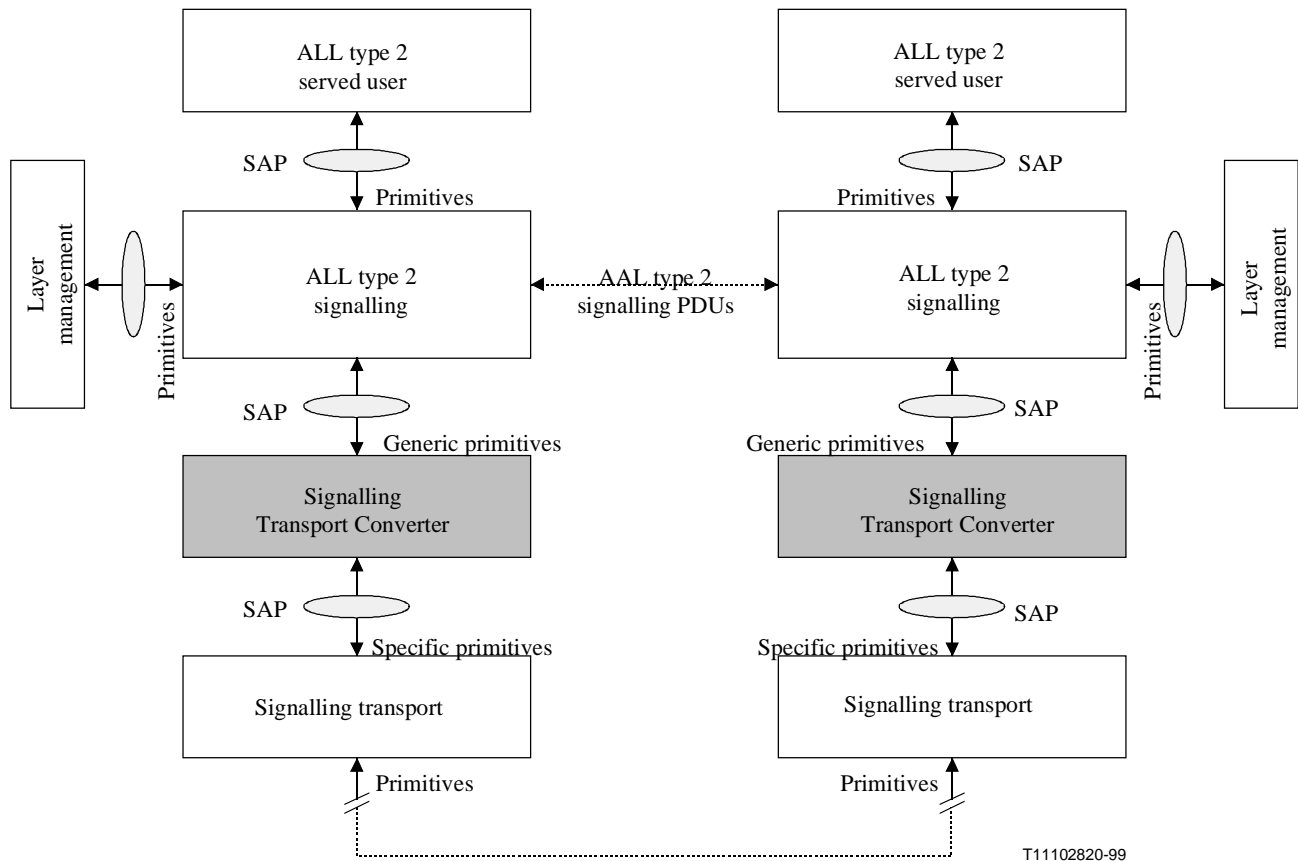 ALL type 2
served user
ALL type 2
served user
SAP
SAP
Primitives
Primitives
Layer
management
Primitives
ALL type 2
signalling
AAL type 2
signalling PDUs
ALL type 2
signalling
Primitives
Layer
management
SAP
SAP
Generic primitives
Generic primitives
Signalling
Transport Converter
Signalling
Transport Converter
SAP
SAP
Specific primitives
Specific primitives
Signalling transport
Signalling transport
Primitives
Primitives
T11102820-99